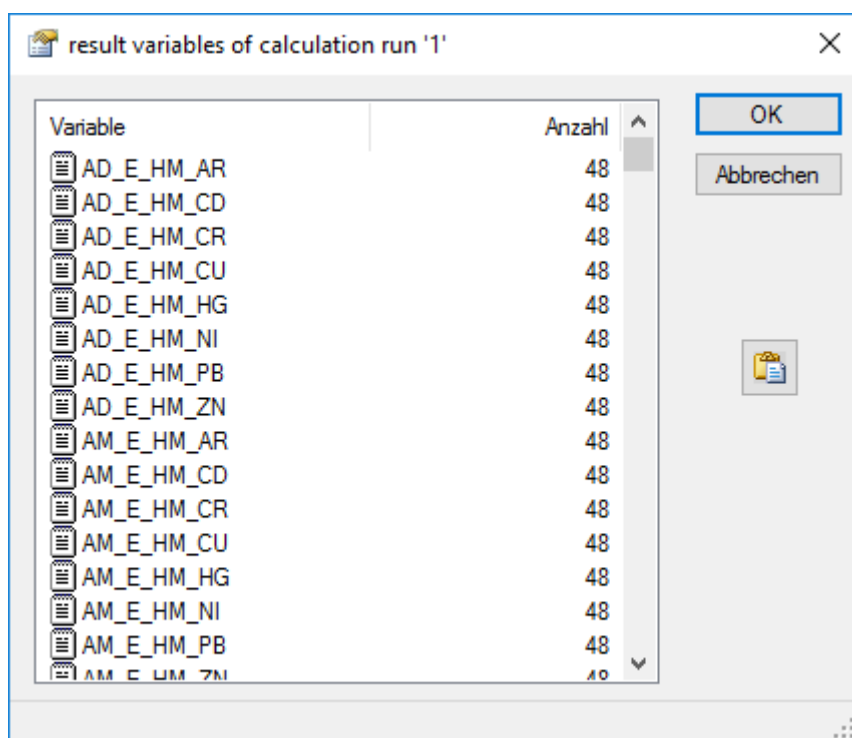 result variables of calculation run '1'
Variable Anzahl
AD_E_HM_AR 48
AD_E_HM_CD 48
AD_E_HM_CR 48
AD_E_HM_CU 48
AD_E_HM_HG 48
AD_E_HM_NI 48
AD_E_HM_PB 48
AD_E_HM_ZN 48
AM_E_HM_AR 48
AM_E_HM_CD 48
AM_E_HM_CR 48
AM_E_HM_CU 48
AM_E_HM_HG 48
AM_E_HM_NI 48
AM_E_HM_PB 48
AM_E_HM_ZN 48
OK
Abbrechen